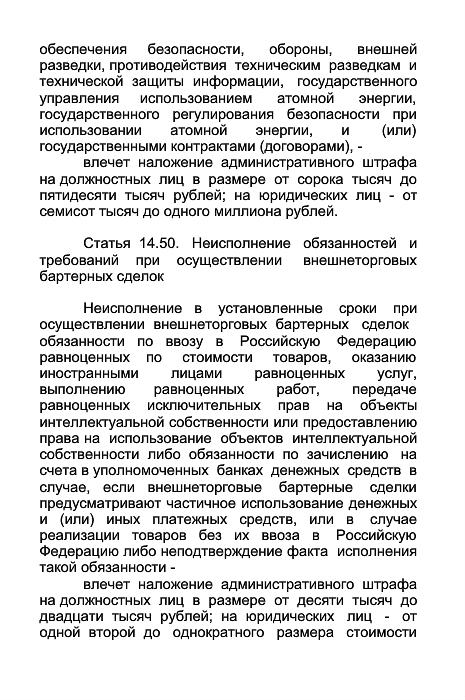 обеспечения безопасности, обороны, внешней
разведки, противодействия техническим разведкам и
технической защиты информации, государственного
управления использованием атомной энергии,
государственного регулирования безопасности при
использовании атомной энергии, и (или)
государственными контрактами (договорами), -
влечет наложение административного штрафа
на должностных лиц в размере от сорока тысяч до
пятидесяти тысяч рублей; на юридических лиц - от
семисот тысяч до одного миллиона рублей.
Статья 14.50. Неисполнение обязанностей и
требований при осуществлении внешнеторговых
бартерных сделок
Неисполнение в установленные сроки при
осуществлении внешнеторговых бартерных сделок
обязанности по ввозу в Российскую Федерацию
равноценных по стоимости товаров, оказанию
иностранными лицами равноценных услуг,
выполнению равноценных работ, передаче
равноценных исключительных прав на объекты
интеллектуальной собственности или предоставлению
права на использование объектов интеллектуальной
собственности либо обязанности по зачислению на
счета в уполномоченных банках денежных средств в
случае, если внешнеторговые бартерные сделки
предусматривают частичное использование денежных
и (или) иных платежных средств, или в случае
реализации товаров без их ввоза в Российскую
Федерацию либо неподтверждение факта исполнения
такой обязанности -
влечет наложение административного штрафа
на должностных лиц в размере от десяти тысяч до
двадцати тысяч рублей; на юридических лиц - от
одной второй до однократного размера стоимости